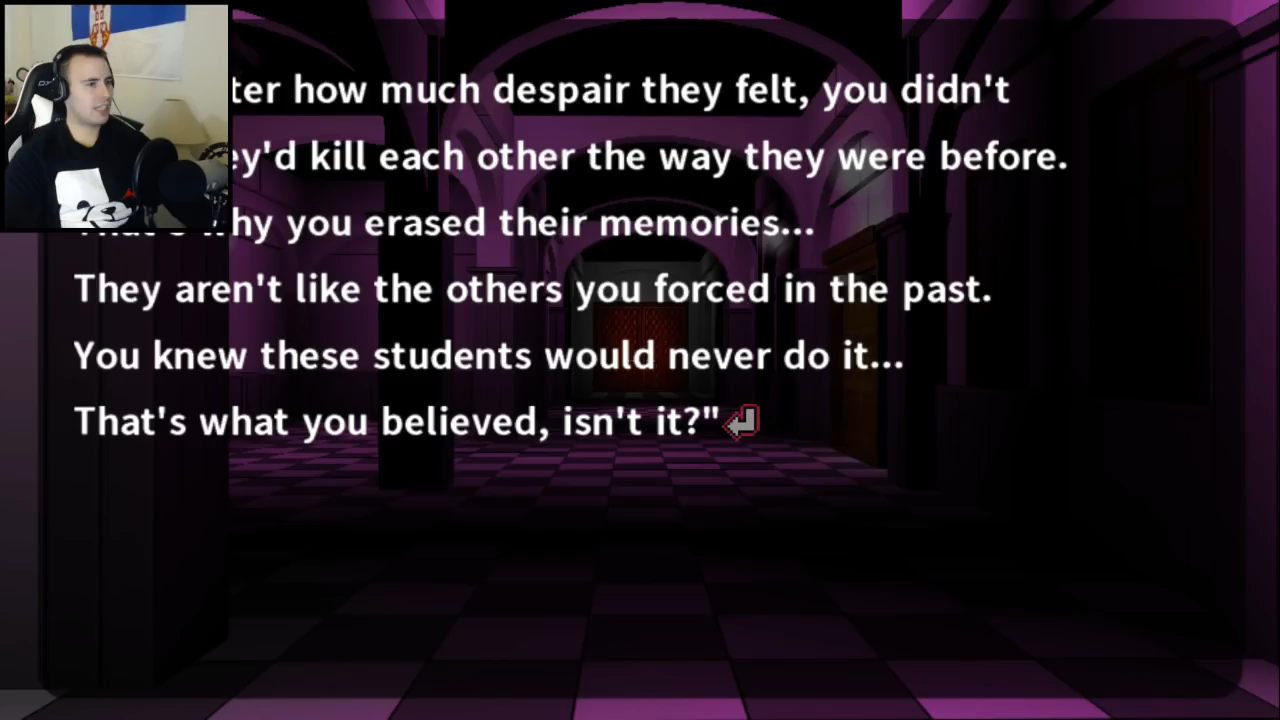 ter how much despair they felt, you didn't
ey'd kill each other the way they were before.
hy you erased their memories...
They aren't like the others you forced in the past.
You knew these students would never do it...
That's what you believed, isn't it?"